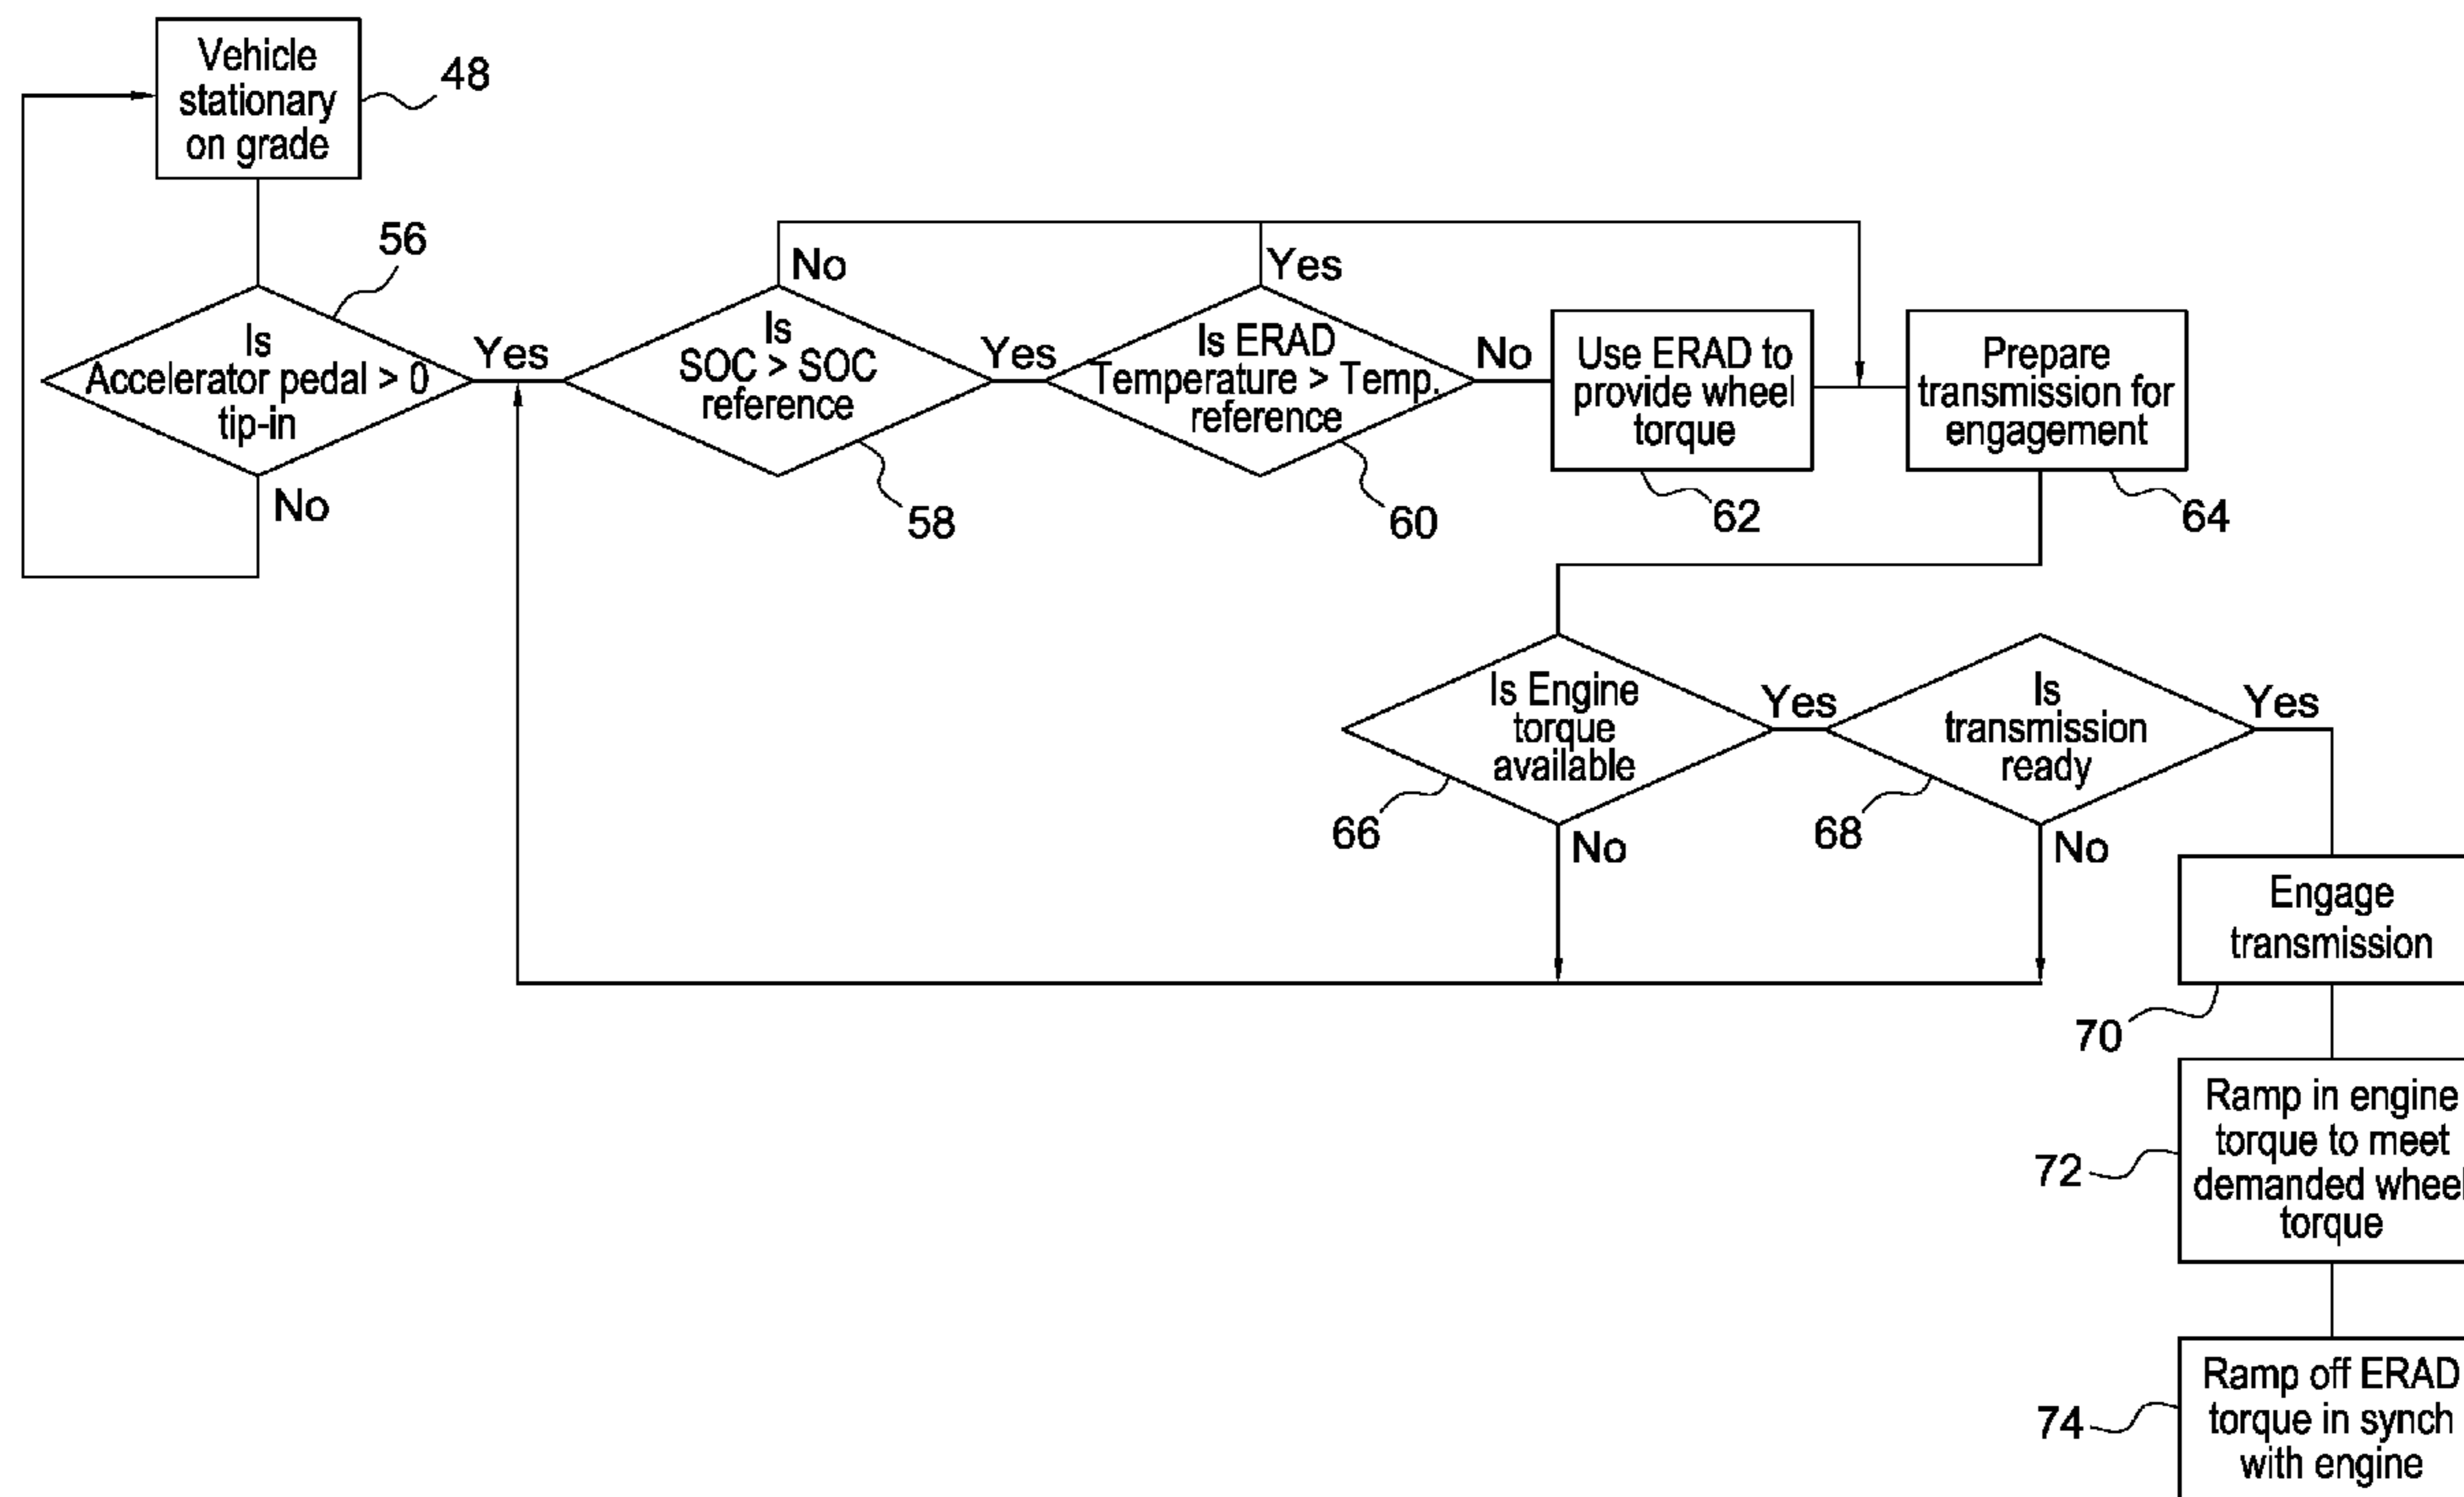 Vehicle
stationary
on grade
48
56
Is
Accelerator pedal > 0
tip-in
Yes
No
Is
SOC > SOC
reference
No
Yes
58
Is ERAD
Temperature > Temp.
reference
Yes
No
60
Use ERAD to
provide wheel
torque
62
Prepare
transmission for
engagement
64
Is Engine
torque
available
Yes
No
66
Is
transmission
ready
Yes
No
68
Engage
transmission
70
Ramp in engine
torque to meet
demanded wheel
torque
72
Ramp off ERAD
torque in synch
with engine
74